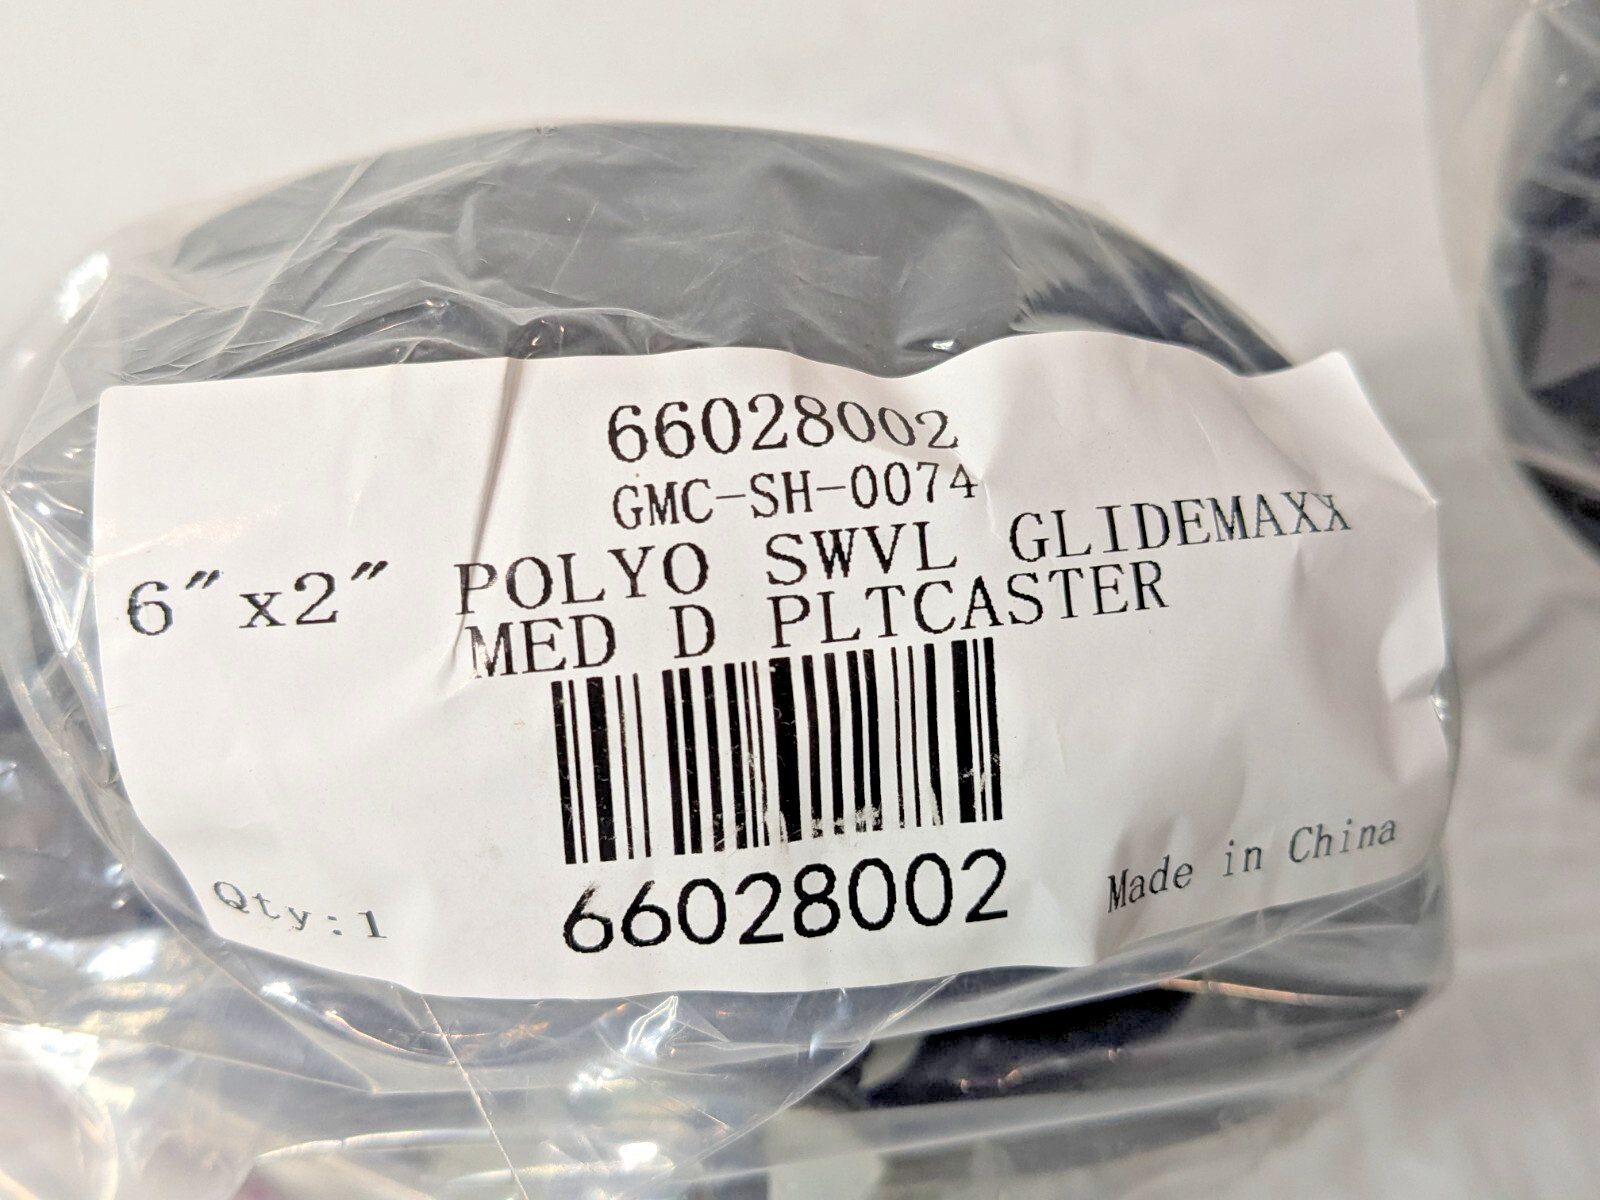 66028002
GMC-SH-0074
6"x2" POLYO SWVL GLIDEMAXX
MED D PLTCASTER
66028002
Qty:1
Made in China